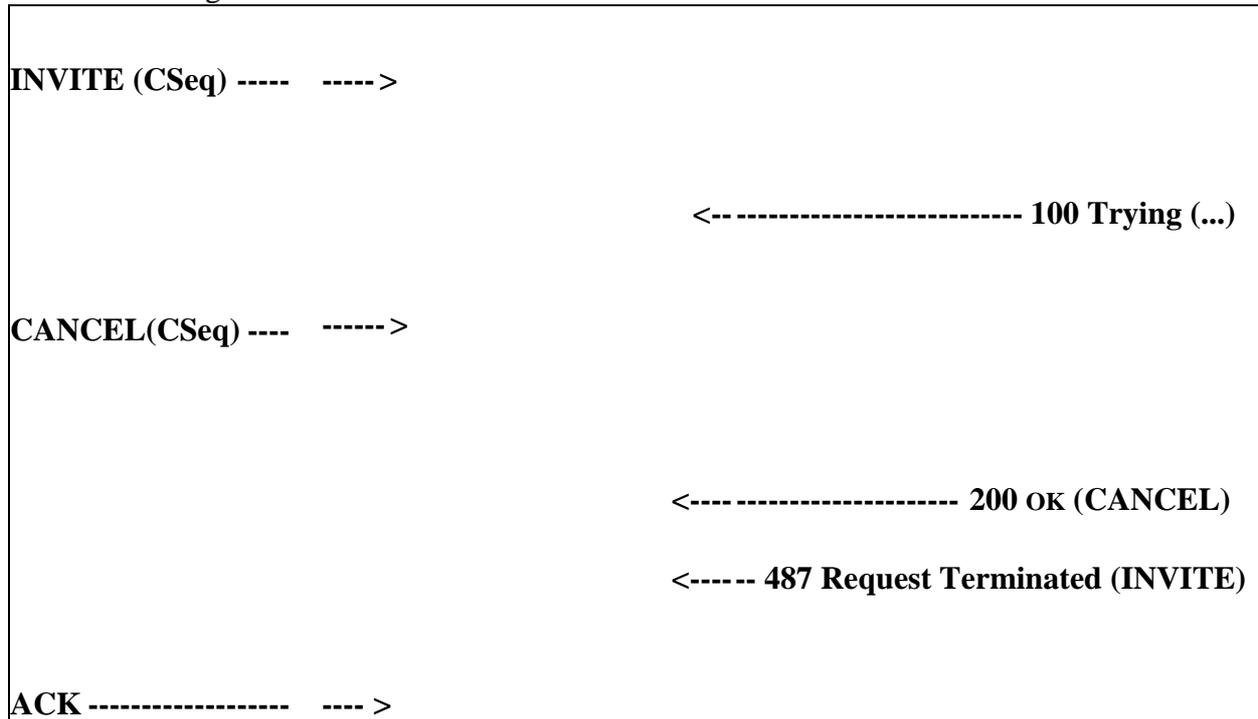 INVITE (CSeq) ----- ----->
<-- --------------------------- 100 Trying (...)
CANCEL(CSeq) ---- ------>
<---- --------------------- 200 OK (CANCEL)
<---- -- 487 Request Terminated (INVITE)
ACK ------------------- ---- >